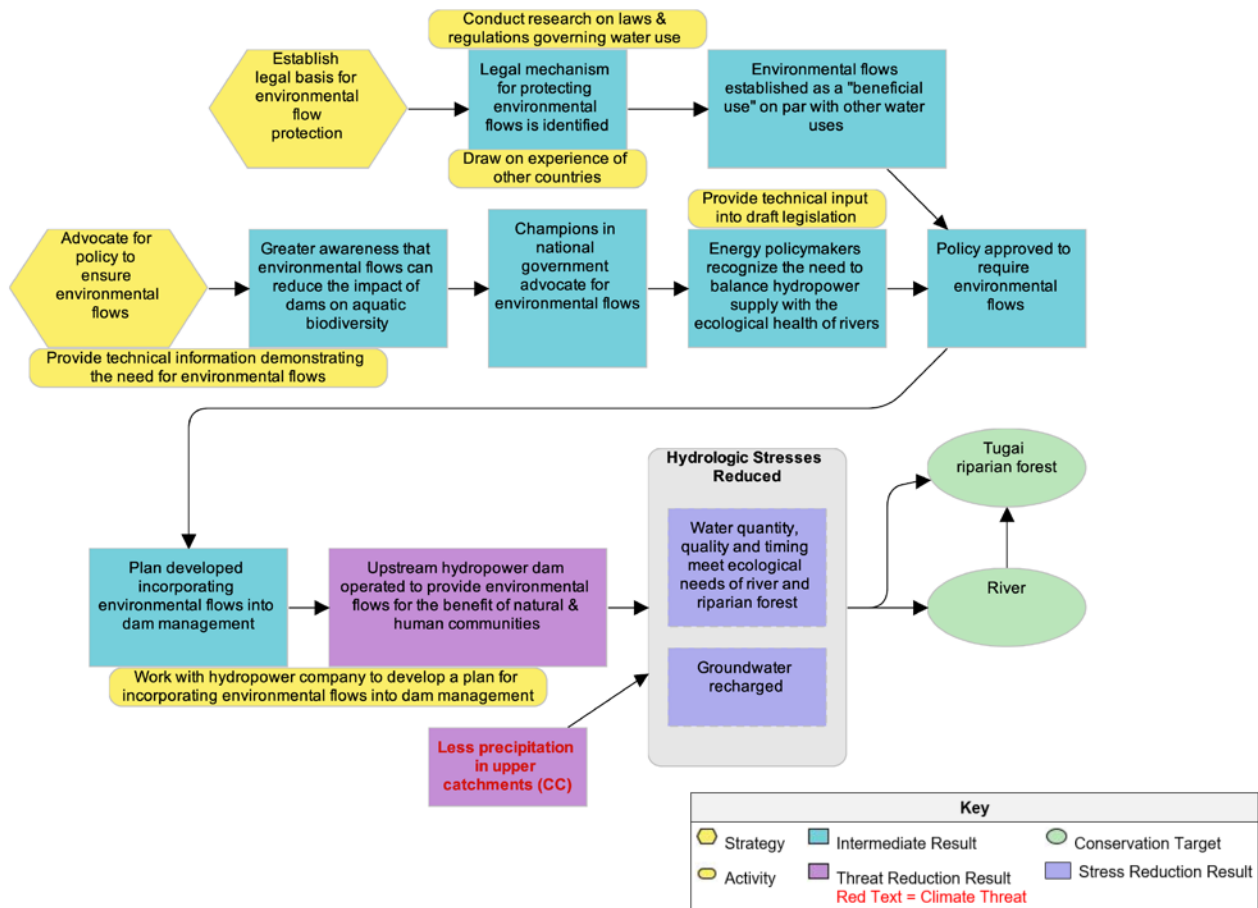 Conduct research on laws &
regulations governing water use
Establish
legal basis for
environmental
flow
protection
Legal mechanism
for protecting
environmental
flows is identified
Environmental flows
established as a "beneficial
use" on par with other water
uses
Draw on experience of
other countries
Provide technical input
into draft legislation
Advocate for
policy to
ensure
environmental
flows
Greater awareness that
environmental flows can
reduce the impact of
dams on aquatic
biodiversity
Champions in
national
government
advocate for
environmental flows
Energy policymakers
recognize the need to
balance hydropower
supply with the
ecological health of rivers
Policy approved to
require
environmental
flows
Provide technical information demonstrating
the need for environmental flows
Hydrologic Stresses
Reduced
Tugai
riparian forest
Plan developed
incorporating
environmental flows into
dam management
Upstream hydropower dam
operated to provide environmental
flows for the benefit of natural &
human communities
Water quantity,
quality and timing
meet ecological
needs of river and
riparian forest
River
Work with hydropower company to develop a plan for
incorporating environmental flows into dam management
Groundwater
recharged
Less precipitation
in upper
catchments (CC)
Key
Strategy
Intermediate Result
Conservation Target
Activity
Threat Reduction Result
Red Text = Climate Threat
Stress Reduction Result